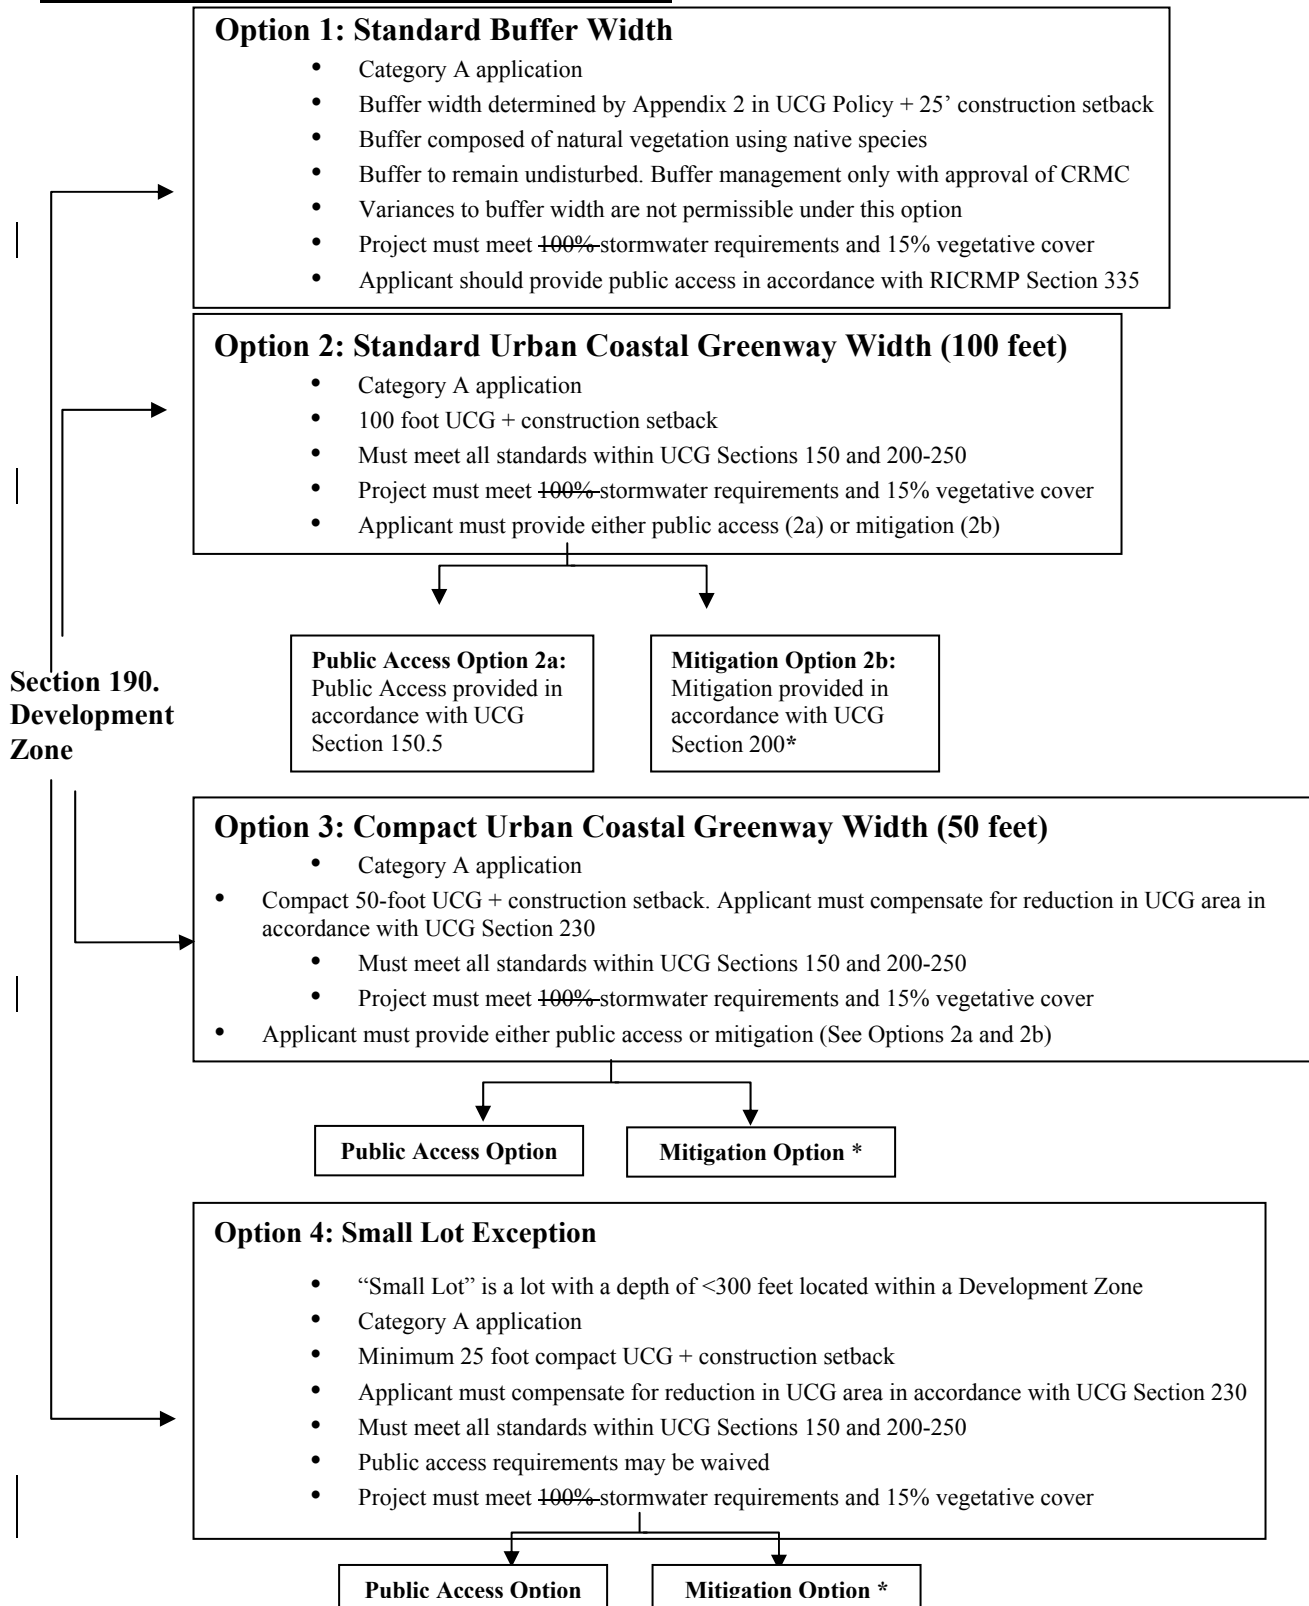 Option 1: Standard Buffer Width
• Category A application
• Buffer width determined by Appendix 2 in UCG Policy + 25’ construction setback
• Buffer composed of natural vegetation using native species
• Buffer to remain undisturbed. Buffer management only with approval of CRMC
• Variances to buffer width are not permissible under this option
• Project must meet 100% stormwater requirements and 15% vegetative cover
• Applicant should provide public access in accordance with RICRMP Section 335
Option 2: Standard Urban Coastal Greenway Width (100 feet)
• Category A application
• 100 foot UCG + construction setback
• Must meet all standards within UCG Sections 150 and 200-250
• Project must meet 100% stormwater requirements and 15% vegetative cover
• Applicant must provide either public access (2a) or mitigation (2b)
Public Access Option 2a:
Public Access provided in
accordance with UCG
Section 150.5
Mitigation Option 2b:
Mitigation provided in
accordance with UCG
Section 200*
Section 190.
Development
Zone
Option 3: Compact Urban Coastal Greenway Width (50 feet)
• Category A application
• Compact 50-foot UCG + construction setback. Applicant must compensate for reduction in UCG area in
accordance with UCG Section 230
• Must meet all standards within UCG Sections 150 and 200-250
• Project must meet 100% stormwater requirements and 15% vegetative cover
• Applicant must provide either public access or mitigation (See Options 2a and 2b)
Public Access Option
Mitigation Option *
Option 4: Small Lot Exception
• “Small Lot” is a lot with a depth of <300 feet located within a Development Zone
• Category A application
• Minimum 25 foot compact UCG + construction setback
• Applicant must compensate for reduction in UCG area in accordance with UCG Section 230
• Must meet all standards within UCG Sections 150 and 200-250
• Public access requirements may be waived
• Project must meet 100% stormwater requirements and 15% vegetative cover
Public Access Option
Mitigation Option *